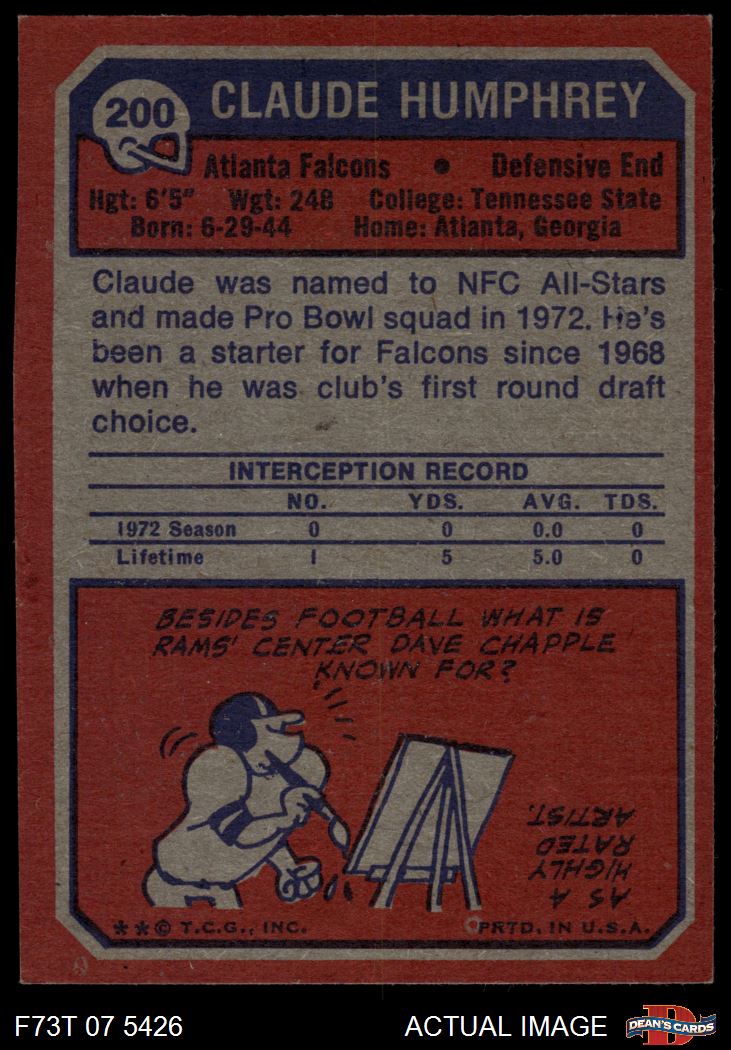 200 CLAUDE HUMPHREY
Atlanta Falcons • Defensive End
Hgt: 6'5" Wgt: 248 College: Tennessee State
Born: 6-29-44 Home: Atlanta, Georgia
Claude was named to NFC All-Stars
and made Pro Bowl squad in 1972. He's
been a starter for Falcons since 1968
when he was club's first round draft
choice.
INTERCEPTION RECORD
NO. YDS. AVG. TDS.
1972 Season 0 0 0.0 0
Lifetime 1 5 5.0 0
BESIDES FOOTBALL WHAT IS
RAMS' CENTER DAVE CHAPPLE
KNOWN FOR?
AS A
HIGHLY
RATED
ARTIST.
**© T.C.G., INC. PRTD. IN U.S.A.
F73T 07 5426 ACTUAL IMAGE DEAN'S CARDS